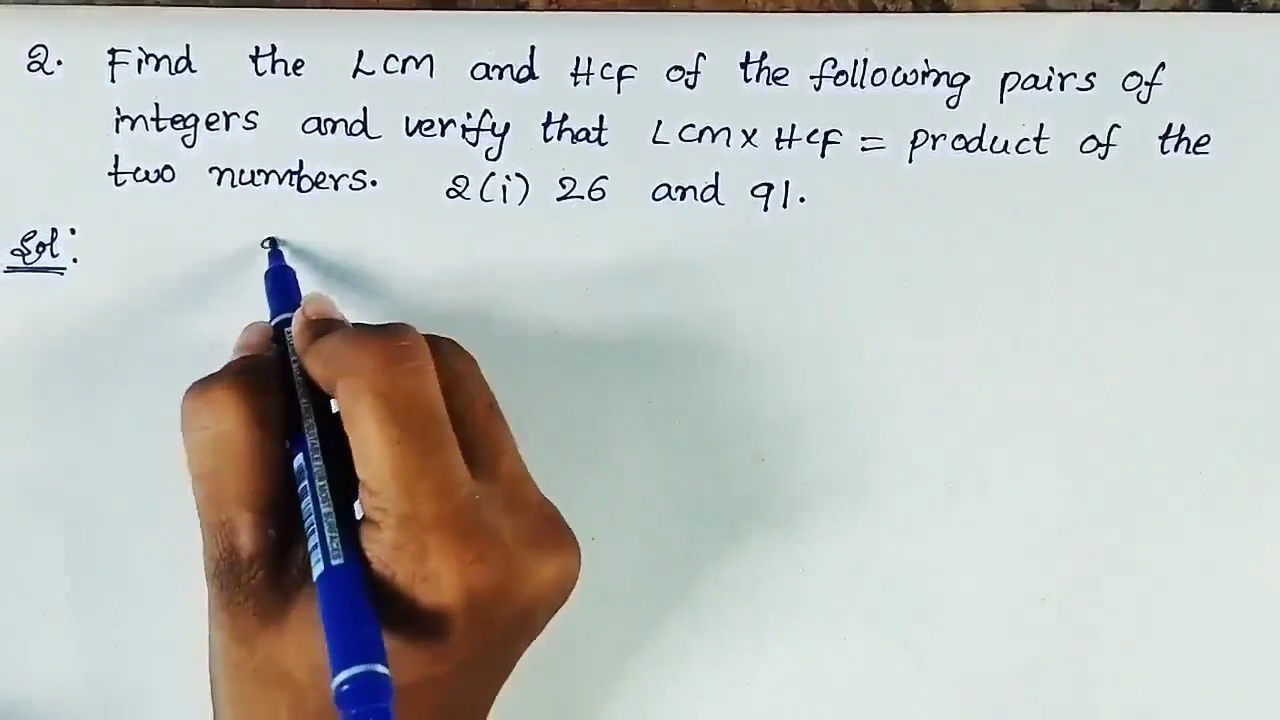 2. Find the LCM and HCF of the following pairs of
integers and verify that LCM x HCF = product of the
two numbers. 2(i) 26 and 91.
Sol: